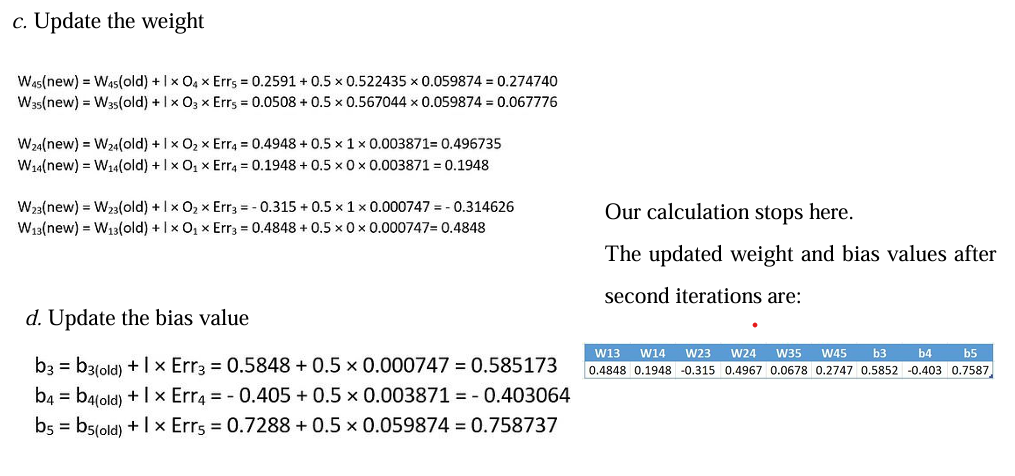 c. Update the weight
W₄₅(new) = W₄₅(old) + l × O₄ × Err₅ = 0.2591 + 0.5 × 0.522435 × 0.059874 = 0.274740
W₃₅(new) = W₃₅(old) + l × O₃ × Err₅ = 0.0508 + 0.5 × 0.567044 × 0.059874 = 0.067776
W₂₄(new) = W₂₄(old) + l × O₂ × Err₄ = 0.4948 + 0.5 × 1 × 0.003871= 0.496735
W₁₄(new) = W₁₄(old) + l × O₁ × Err₄ = 0.1948 + 0.5 × 0 × 0.003871 = 0.1948
W₂₃(new) = W₂₃(old) + l × O₂ × Err₃ = - 0.315 + 0.5 × 1 × 0.000747 = - 0.314626
W₁₃(new) = W₁₃(old) + l × O₁ × Err₃ = 0.4848 + 0.5 × 0 × 0.000747= 0.4848
d. Update the bias value
b₃ = b₃(old) + l × Err₃ = 0.5848 + 0.5 × 0.000747 = 0.585173
b₄ = b₄(old) + l × Err₄ = - 0.405 + 0.5 × 0.003871 = - 0.403064
b₅ = b₅(old) + l × Err₅ = 0.7288 + 0.5 × 0.059874 = 0.758737
Our calculation stops here.
The updated weight and bias values after
second iterations are:
W13 W14 W23 W24 W35 W45 b3 b4 b5
0.4848 0.1948 -0.315 0.4967 0.0678 0.2747 0.5852 -0.403 0.7587